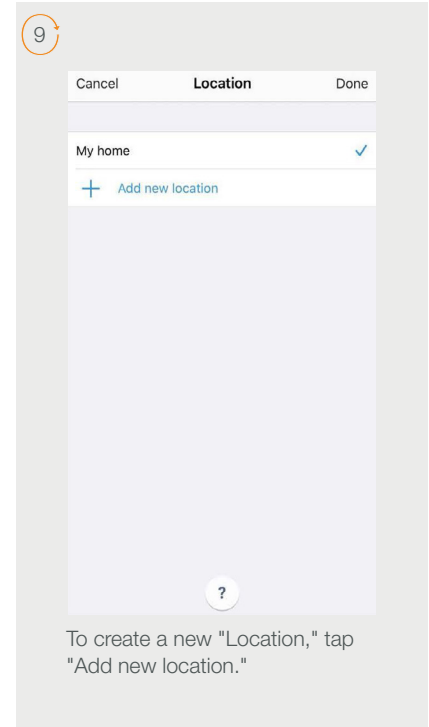 9
Cancel Location Done
My home
Add new location
?
To create a new "Location," tap
"Add new location."